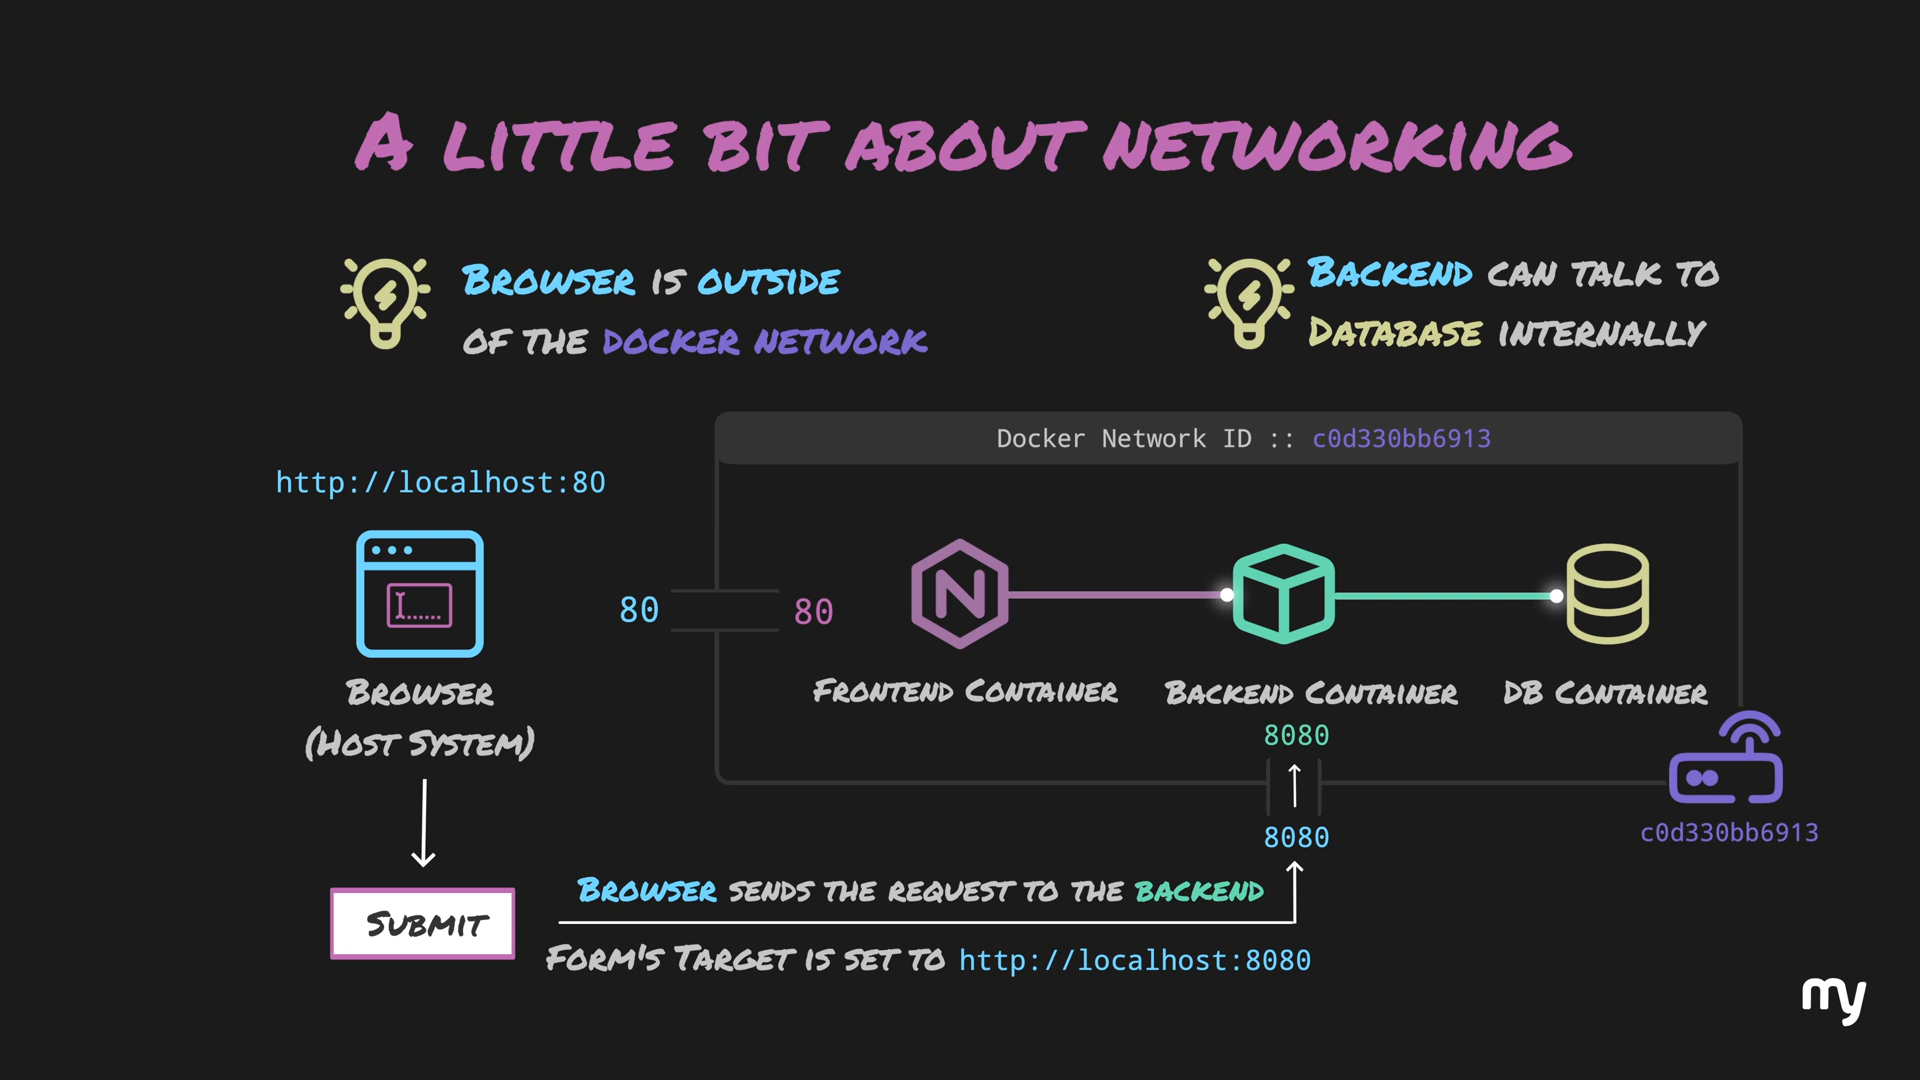 A LITTLE BIT ABOUT NETWORKING
BROWSER IS OUTSIDE
OF THE DOCKER NETWORK
BACKEND CAN TALK TO
DATABASE INTERNALLY
Docker Network ID :: c0d330bb6913
http://localhost:80
80
80
N
FRONTEND CONTAINER
BACKEND CONTAINER
DB CONTAINER
BROWSER
(HOST SYSTEM)
8080
8080
c0d330bb6913
SUBMIT
BROWSER SENDS THE REQUEST TO THE BACKEND
FORM'S TARGET IS SET TO http://localhost:8080
my